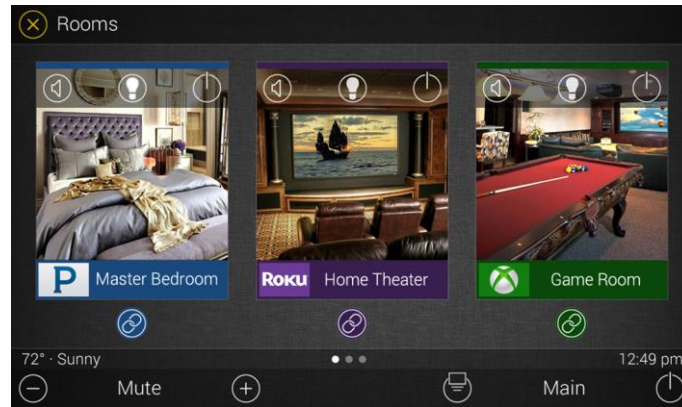 Rooms
P Master Bedroom
ROKU Home Theater
Game Room
72° · Sunny
12:49 pm
Mute
Main